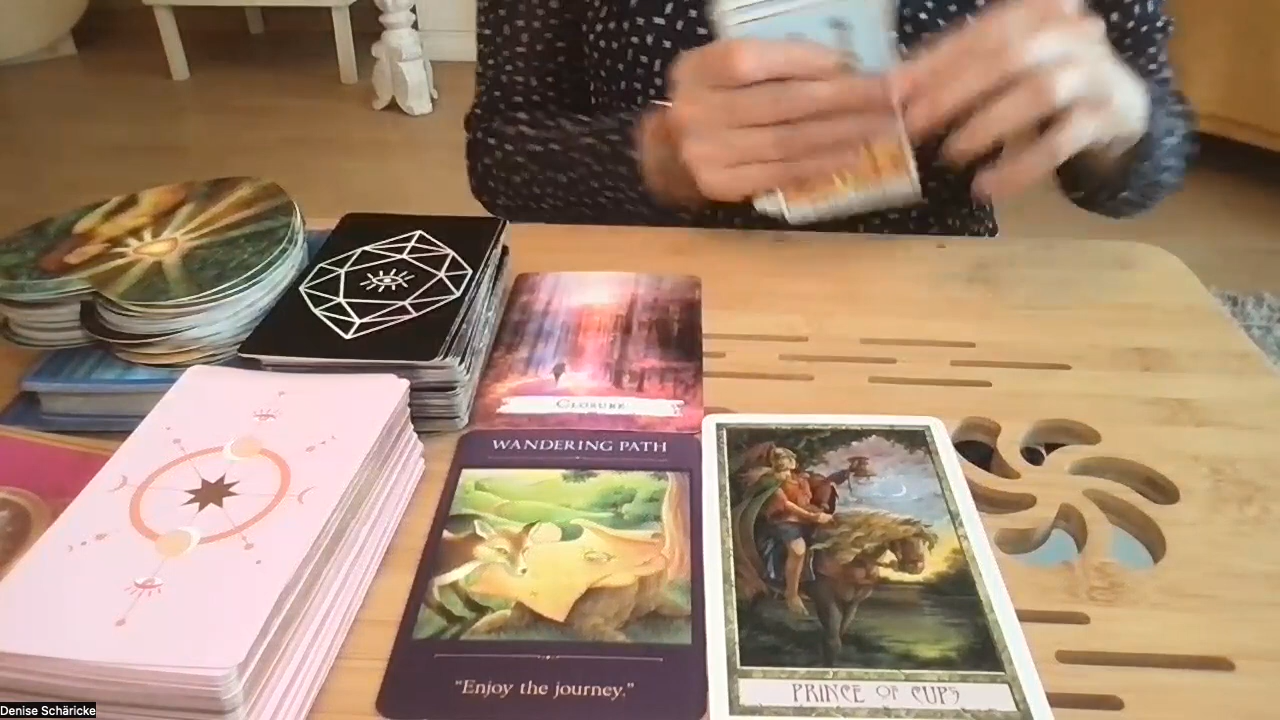 CLOSURE
WANDERING PATH
"Enjoy the journey."
PRINCE OF CUPS
Denise Schäricke